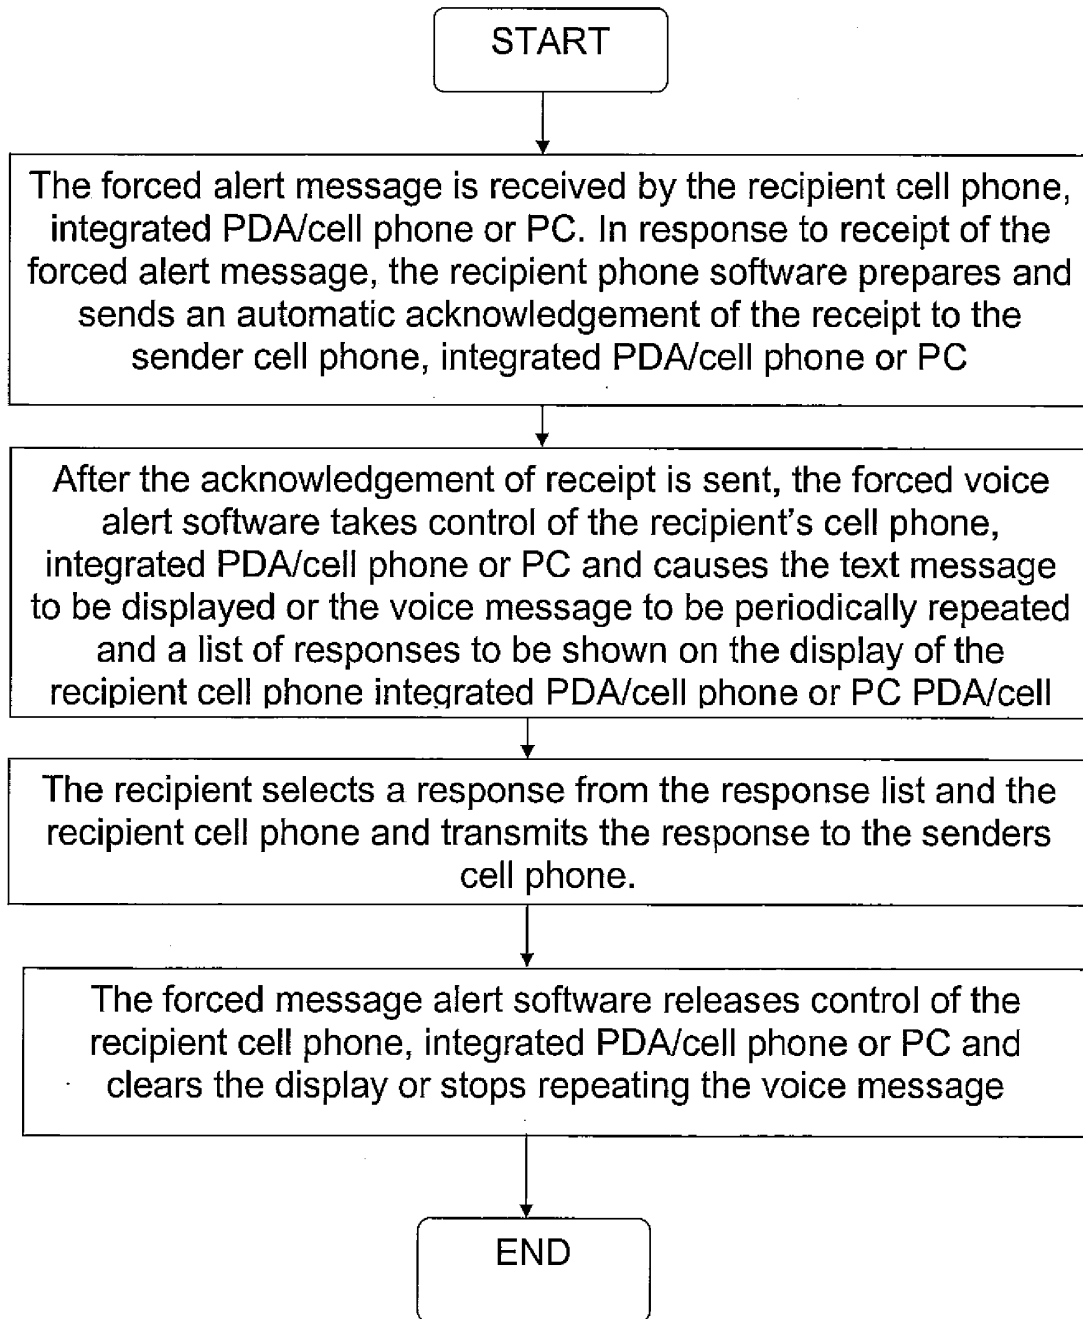 START
The forced alert message is received by the recipient cell phone,
integrated PDA/cell phone or PC. In response to receipt of the
forced alert message, the recipient phone software prepares and
sends an automatic acknowledgement of the receipt to the
sender cell phone, integrated PDA/cell phone or PC
After the acknowledgement of receipt is sent, the forced voice
alert software takes control of the recipient's cell phone,
integrated PDA/cell phone or PC and causes the text message
to be displayed or the voice message to be periodically repeated
and a list of responses to be shown on the display of the
recipient cell phone integrated PDA/cell phone or PC PDA/cell
The recipient selects a response from the response list and the
recipient cell phone and transmits the response to the senders
cell phone.
The forced message alert software releases control of the
recipient cell phone, integrated PDA/cell phone or PC and
clears the display or stops repeating the voice message
END